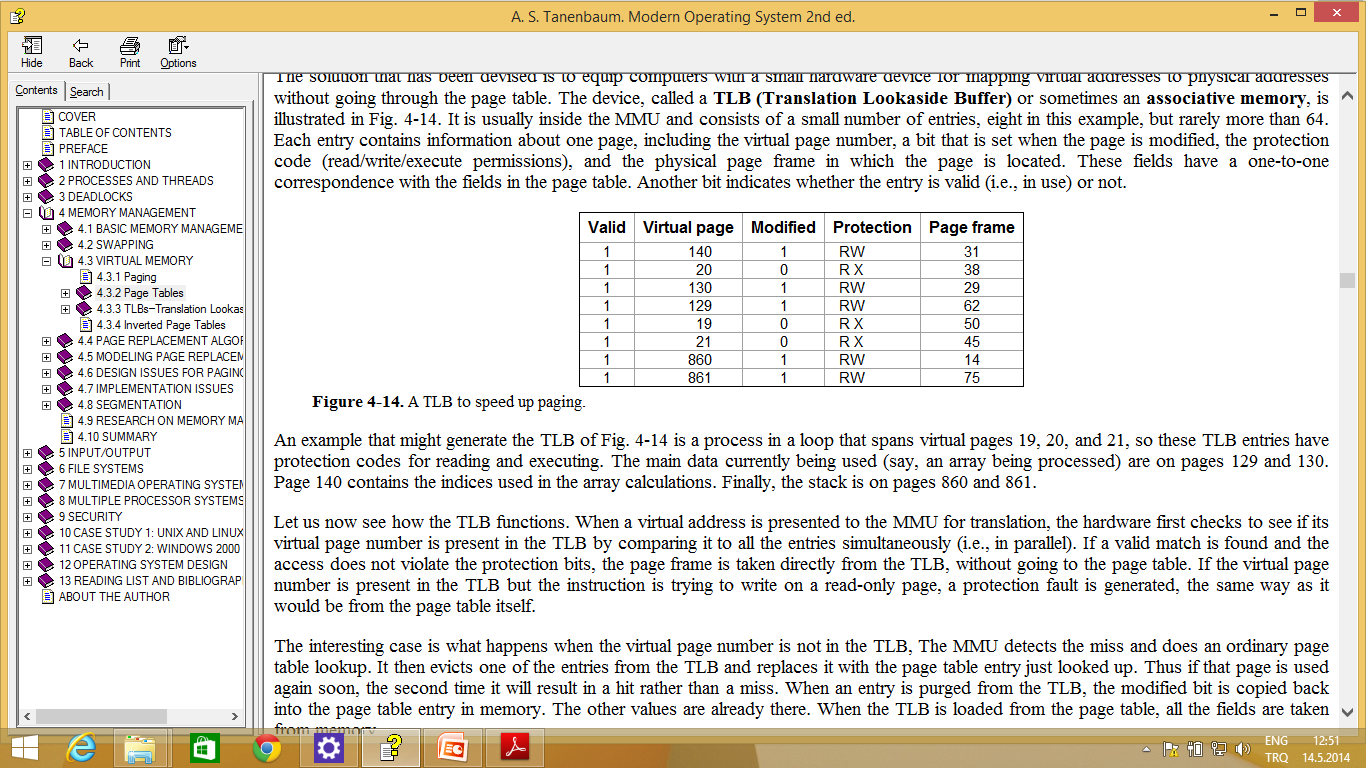 A. S. Tanenbaum. Modern Operating System 2nd ed.
Hide Back Print Options
Contents Search
COVER
TABLE OF CONTENTS
PREFACE
1 INTRODUCTION
2 PROCESSES AND THREADS
3 DEADLOCKS
4 MEMORY MANAGEMENT
4.1 BASIC MEMORY MANAGEME
4.2 SWAPPING
4.3 VIRTUAL MEMORY
4.3.1 Paging
4.3.2 Page Tables
4.3.3 TLBs−Translation Lookas
4.3.4 Inverted Page Tables
4.4 PAGE REPLACEMENT ALGOF
4.5 MODELING PAGE REPLACEM
4.6 DESIGN ISSUES FOR PAGING
4.7 IMPLEMENTATION ISSUES
4.8 SEGMENTATION
4.9 RESEARCH ON MEMORY MA
4.10 SUMMARY
5 INPUT/OUTPUT
6 FILE SYSTEMS
7 MULTIMEDIA OPERATING SYSTEM
8 MULTIPLE PROCESSOR SYSTEMS
9 SECURITY
10 CASE STUDY 1: UNIX AND LINUX
11 CASE STUDY 2: WINDOWS 2000
12 OPERATING SYSTEM DESIGN
13 READING LIST AND BIBLIOGRAP
ABOUT THE AUTHOR
The solution that has been devised is to equip computers with a small hardware device for mapping virtual addresses to physical addresses
without going through the page table. The device, called a TLB (Translation Lookaside Buffer) or sometimes an associative memory, is
illustrated in Fig. 4-14. It is usually inside the MMU and consists of a small number of entries, eight in this example, but rarely more than 64.
Each entry contains information about one page, including the virtual page number, a bit that is set when the page is modified, the protection
code (read/write/execute permissions), and the physical page frame in which the page is located. These fields have a one-to-one
correspondence with the fields in the page table. Another bit indicates whether the entry is valid (i.e., in use) or not.
Valid Virtual page Modified Protection Page frame
1 140 1 RW 31
1 20 0 R X 38
1 130 1 RW 29
1 129 1 RW 62
1 19 0 R X 50
1 21 0 R X 45
1 860 1 RW 14
1 861 1 RW 75
Figure 4-14. A TLB to speed up paging.
An example that might generate the TLB of Fig. 4-14 is a process in a loop that spans virtual pages 19, 20, and 21, so these TLB entries have
protection codes for reading and executing. The main data currently being used (say, an array being processed) are on pages 129 and 130.
Page 140 contains the indices used in the array calculations. Finally, the stack is on pages 860 and 861.
Let us now see how the TLB functions. When a virtual address is presented to the MMU for translation, the hardware first checks to see if its
virtual page number is present in the TLB by comparing it to all the entries simultaneously (i.e., in parallel). If a valid match is found and the
access does not violate the protection bits, the page frame is taken directly from the TLB, without going to the page table. If the virtual page
number is present in the TLB but the instruction is trying to write on a read-only page, a protection fault is generated, the same way as it
would be from the page table itself.
The interesting case is what happens when the virtual page number is not in the TLB, The MMU detects the miss and does an ordinary page
table lookup. It then evicts one of the entries from the TLB and replaces it with the page table entry just looked up. Thus if that page is used
again soon, the second time it will result in a hit rather than a miss. When an entry is purged from the TLB, the modified bit is copied back
into the page table entry in memory. The other values are already there. When the TLB is loaded from the page table, all the fields are taken
from memory
ENG 12:51
TRQ 14.5.2014